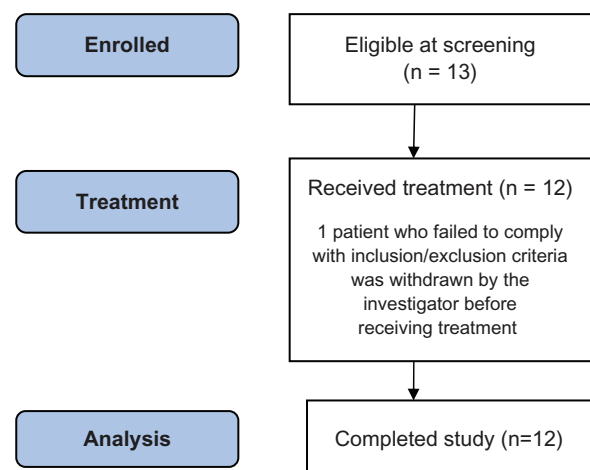 Enrolled
Eligible at screening
(n = 13)
Treatment
Received treatment (n = 12)
1 patient who failed to comply
with inclusion/exclusion criteria
was withdrawn by the
investigator before
receiving treatment
Analysis
Completed study (n=12)